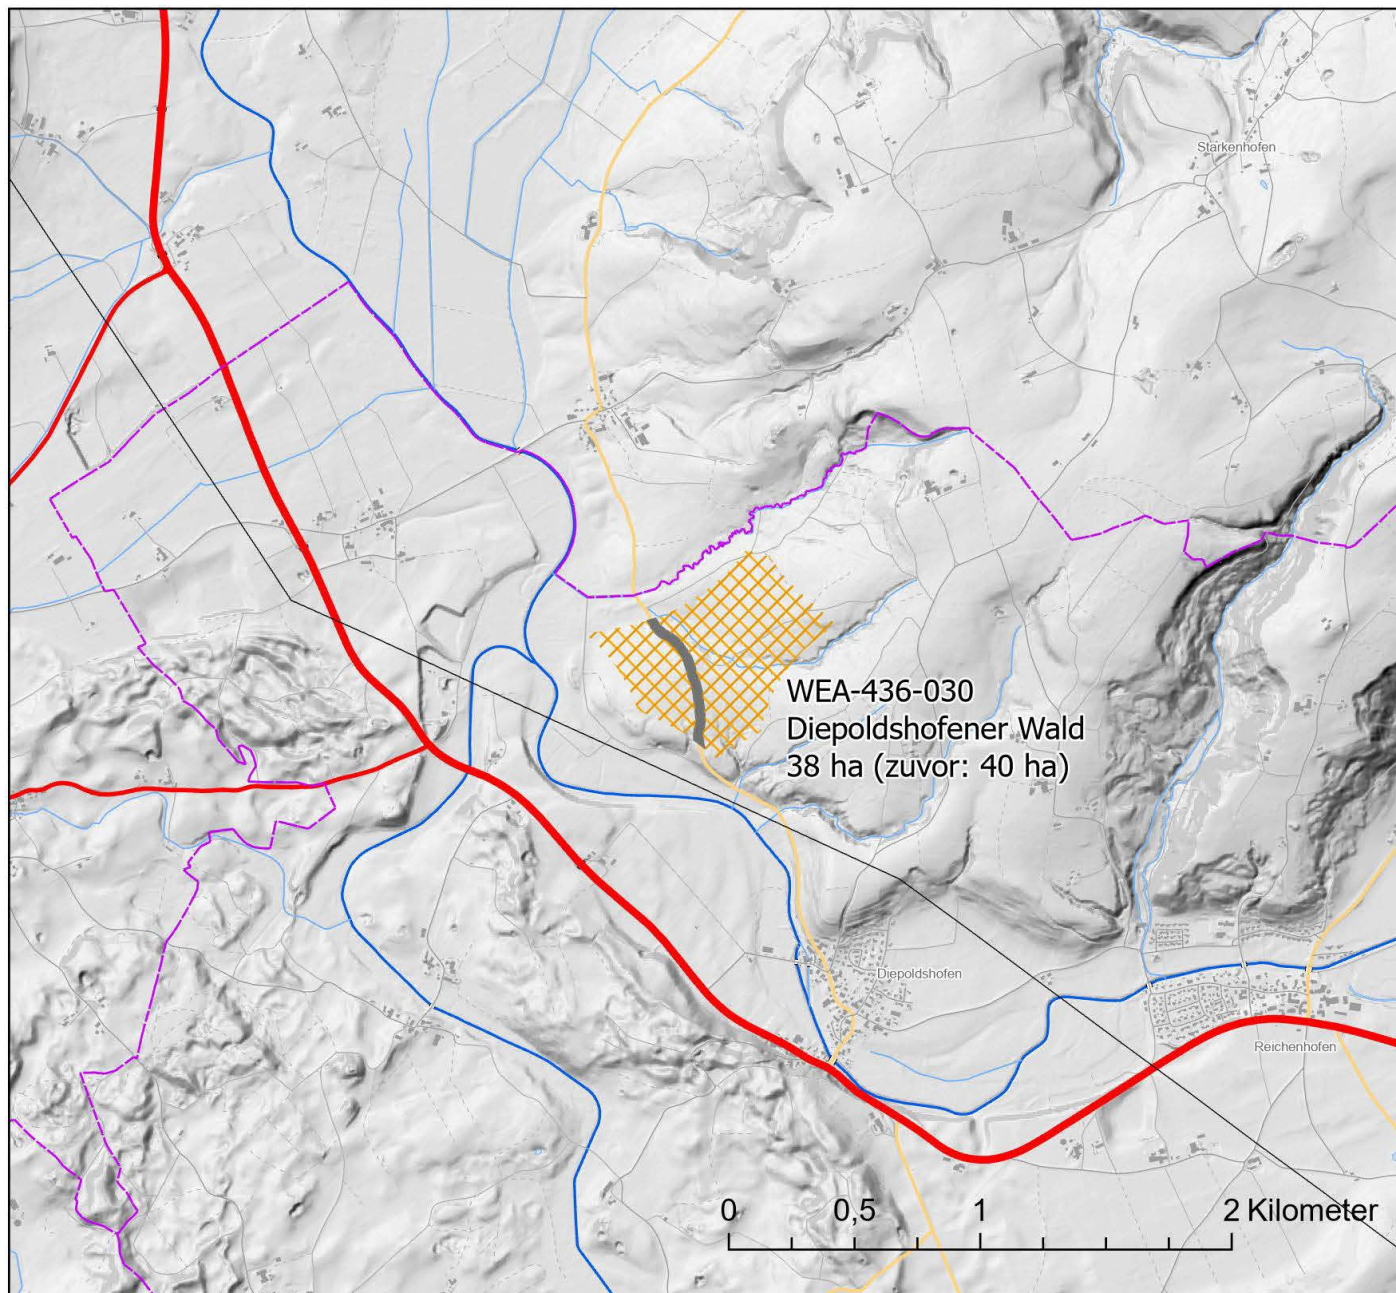 Starkenhofen
WEA-436-030
Diepoldshofener Wald
38 ha (zuvor: 40 ha)
Diepoldshofen
Reichenhofen
0 0,5 1 2 Kilometer